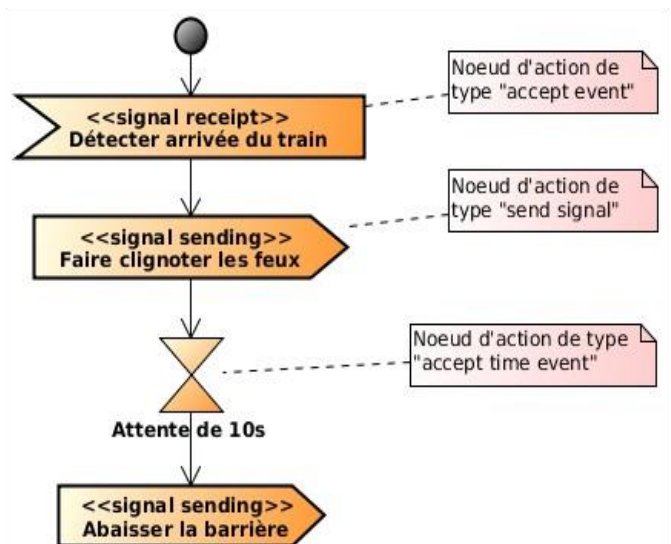 <<signal receipt>>
Détecter arrivée du train
Noeud d'action de
type "accept event"
<<signal sending>>
Faire clignoter les feux
Noeud d'action de
type "send signal"
Noeud d'action de type
"accept time event"
Attente de 10s
<<signal sending>>
Abaisser la barrière